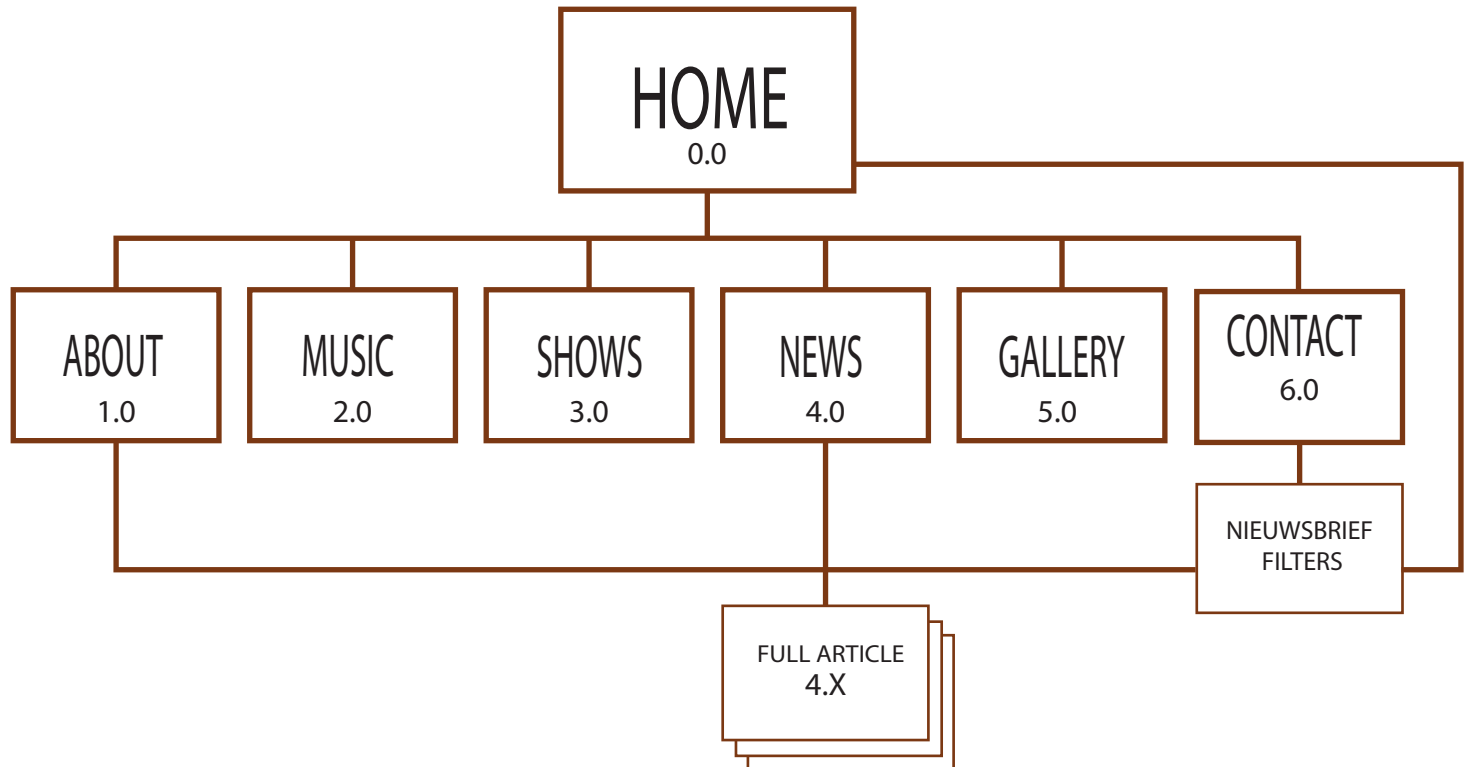 HOME
0.0
ABOUT
1.0
MUSIC
2.0
SHOWS
3.0
NEWS
4.0
GALLERY
5.0
CONTACT
6.0
NIEUWSBRIEF
FILTERS
FULL ARTICLE
4.X